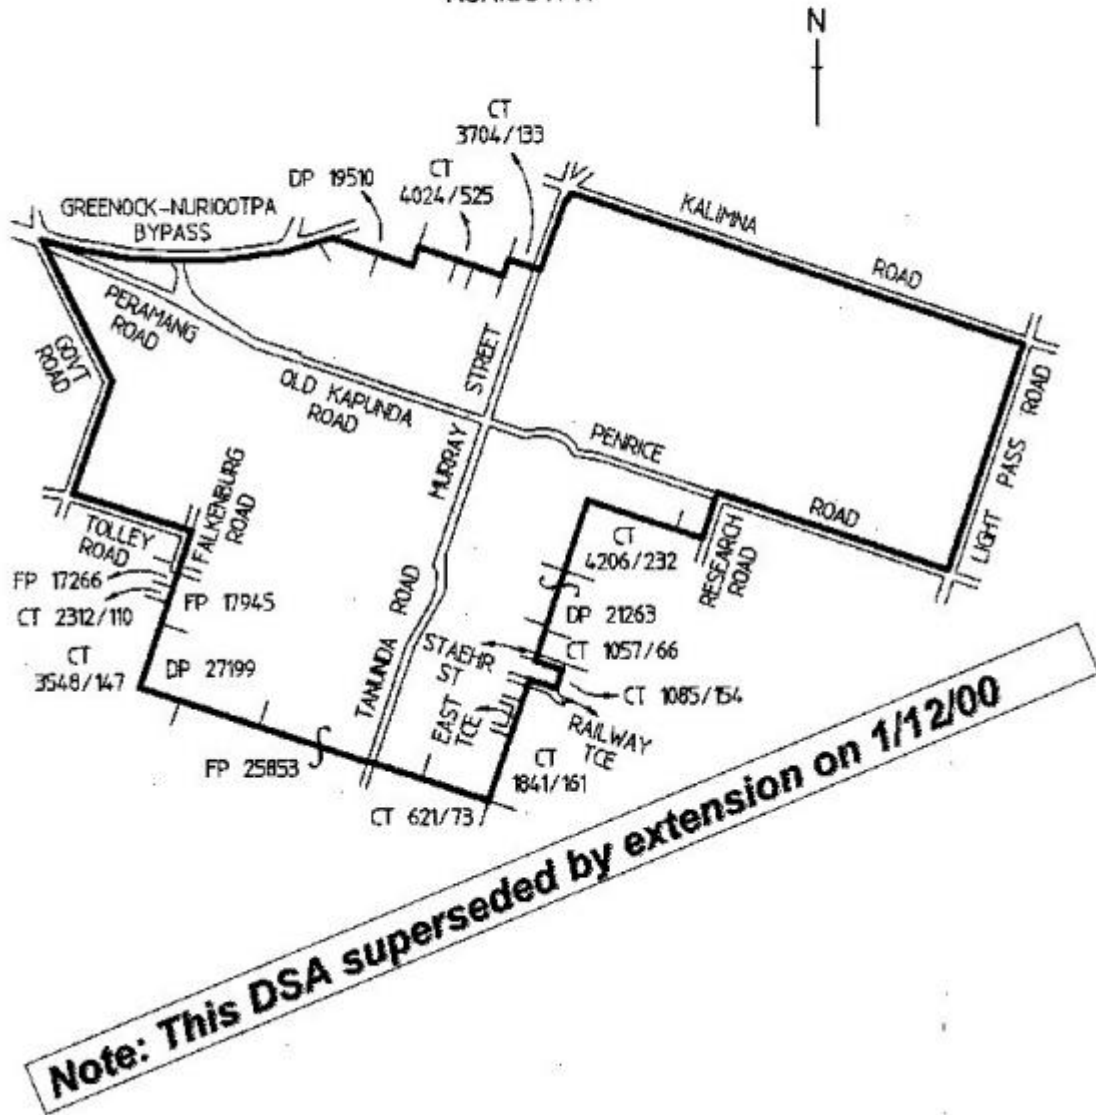 N
CT
3704/133
DP 19510
CT
4024/525
GREENOCK-NURIOOTPA
BYPASS
KALIMNA
ROAD
PERAMANG
ROAD
GOVT
ROAD
OLD KAPUNDA
ROAD
STREET
MURRAY
PENRICE
ROAD
LIGHT PASS ROAD
TOLLEY
ROAD
FALKENBURG
ROAD
CT
4206/232
RESEARCH
ROAD
FP 17266
CT 2312/110
FP 17945
CT
3548/147
DP 27199
DP 21263
CT 1057/66
STAEHR
ST
CT 1085/154
TANUNDA ROAD
EAST
TCE
RAILWAY
TCE
FP 25853
CT
1841/161
CT 621/73
Note: This DSA superseded by extension on 1/12/00